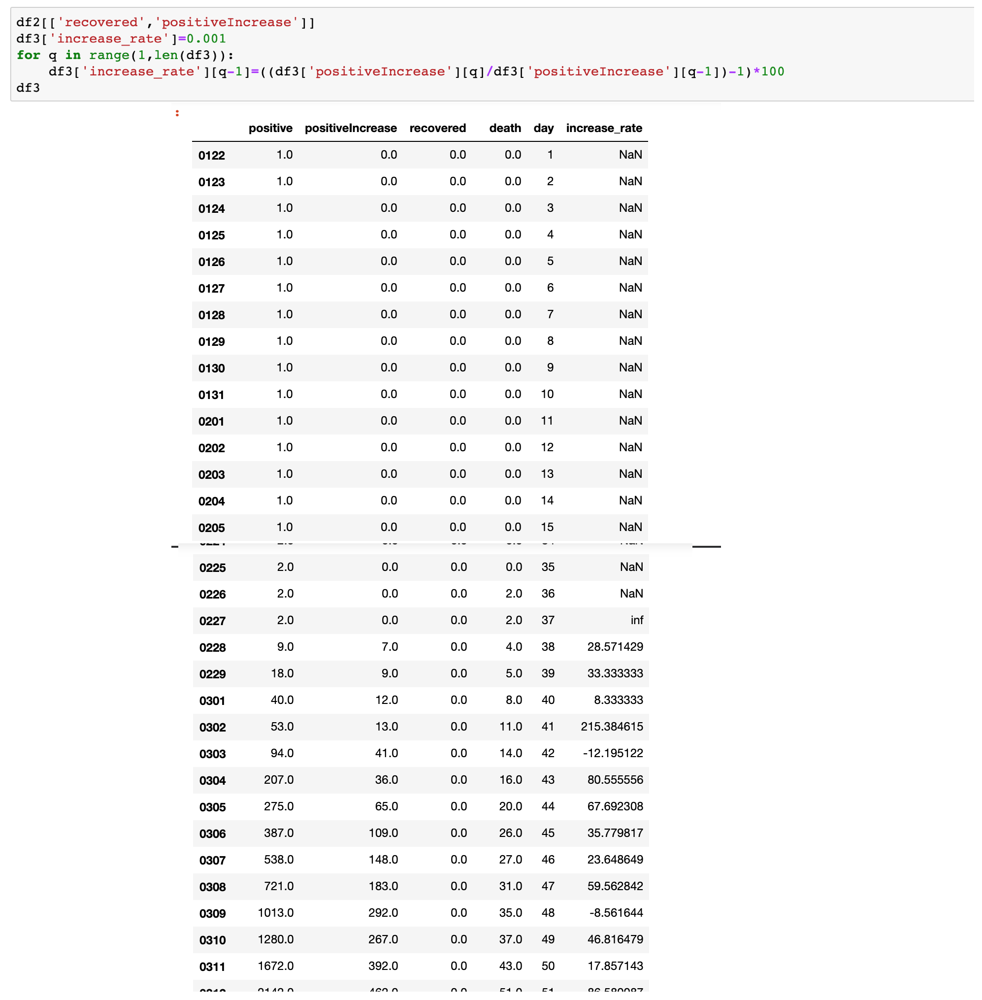 df2[['recovered','positiveIncrease']]
df3['increase_rate']=0.001
for q in range(1,len(df3)):
    df3['increase_rate'][q-1]=((df3['positiveIncrease'][q]/df3['positiveIncrease'][q-1])-1)*100
df3
:
positive positiveIncrease recovered death day increase_rate
0122 1.0 0.0 0.0 0.0 1 NaN
0123 1.0 0.0 0.0 0.0 2 NaN
0124 1.0 0.0 0.0 0.0 3 NaN
0125 1.0 0.0 0.0 0.0 4 NaN
0126 1.0 0.0 0.0 0.0 5 NaN
0127 1.0 0.0 0.0 0.0 6 NaN
0128 1.0 0.0 0.0 0.0 7 NaN
0129 1.0 0.0 0.0 0.0 8 NaN
0130 1.0 0.0 0.0 0.0 9 NaN
0131 1.0 0.0 0.0 0.0 10 NaN
0201 1.0 0.0 0.0 0.0 11 NaN
0202 1.0 0.0 0.0 0.0 12 NaN
0203 1.0 0.0 0.0 0.0 13 NaN
0204 1.0 0.0 0.0 0.0 14 NaN
0205 1.0 0.0 0.0 0.0 15 NaN
0225 2.0 0.0 0.0 0.0 35 NaN
0226 2.0 0.0 0.0 2.0 36 NaN
0227 2.0 0.0 0.0 2.0 37 inf
0228 9.0 7.0 0.0 4.0 38 28.571429
0229 18.0 9.0 0.0 5.0 39 33.333333
0301 40.0 12.0 0.0 8.0 40 8.333333
0302 53.0 13.0 0.0 11.0 41 215.384615
0303 94.0 41.0 0.0 14.0 42 -12.195122
0304 207.0 36.0 0.0 16.0 43 80.555556
0305 275.0 65.0 0.0 20.0 44 67.692308
0306 387.0 109.0 0.0 26.0 45 35.779817
0307 538.0 148.0 0.0 27.0 46 23.648649
0308 721.0 183.0 0.0 31.0 47 59.562842
0309 1013.0 292.0 0.0 35.0 48 -8.561644
0310 1280.0 267.0 0.0 37.0 49 46.816479
0311 1672.0 392.0 0.0 43.0 50 17.857143